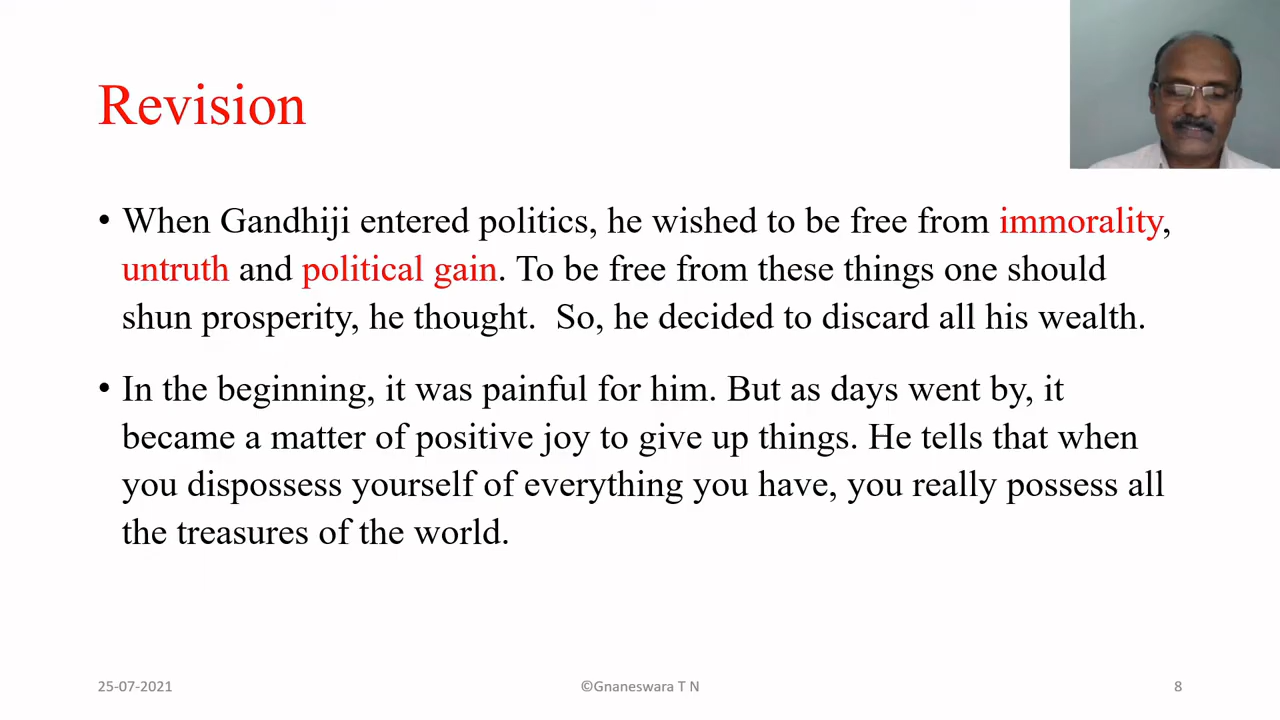 Revision
• When Gandhiji entered politics, he wished to be free from immorality,
untruth and political gain. To be free from these things one should
shun prosperity, he thought.  So, he decided to discard all his wealth.
• In the beginning, it was painful for him. But as days went by, it
became a matter of positive joy to give up things. He tells that when
you dispossess yourself of everything you have, you really possess all
the treasures of the world.
25-07-2021
©Gnaneswara T N
8